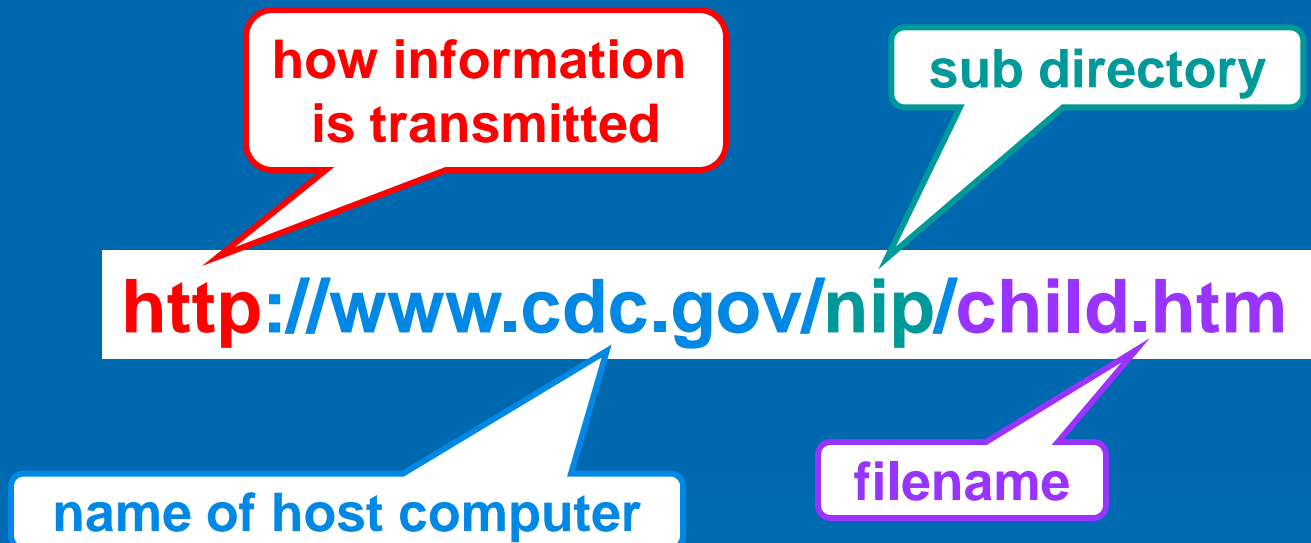 how information
is transmitted
sub directory
http://www.cdc.gov/nip/child.htm
name of host computer
filename